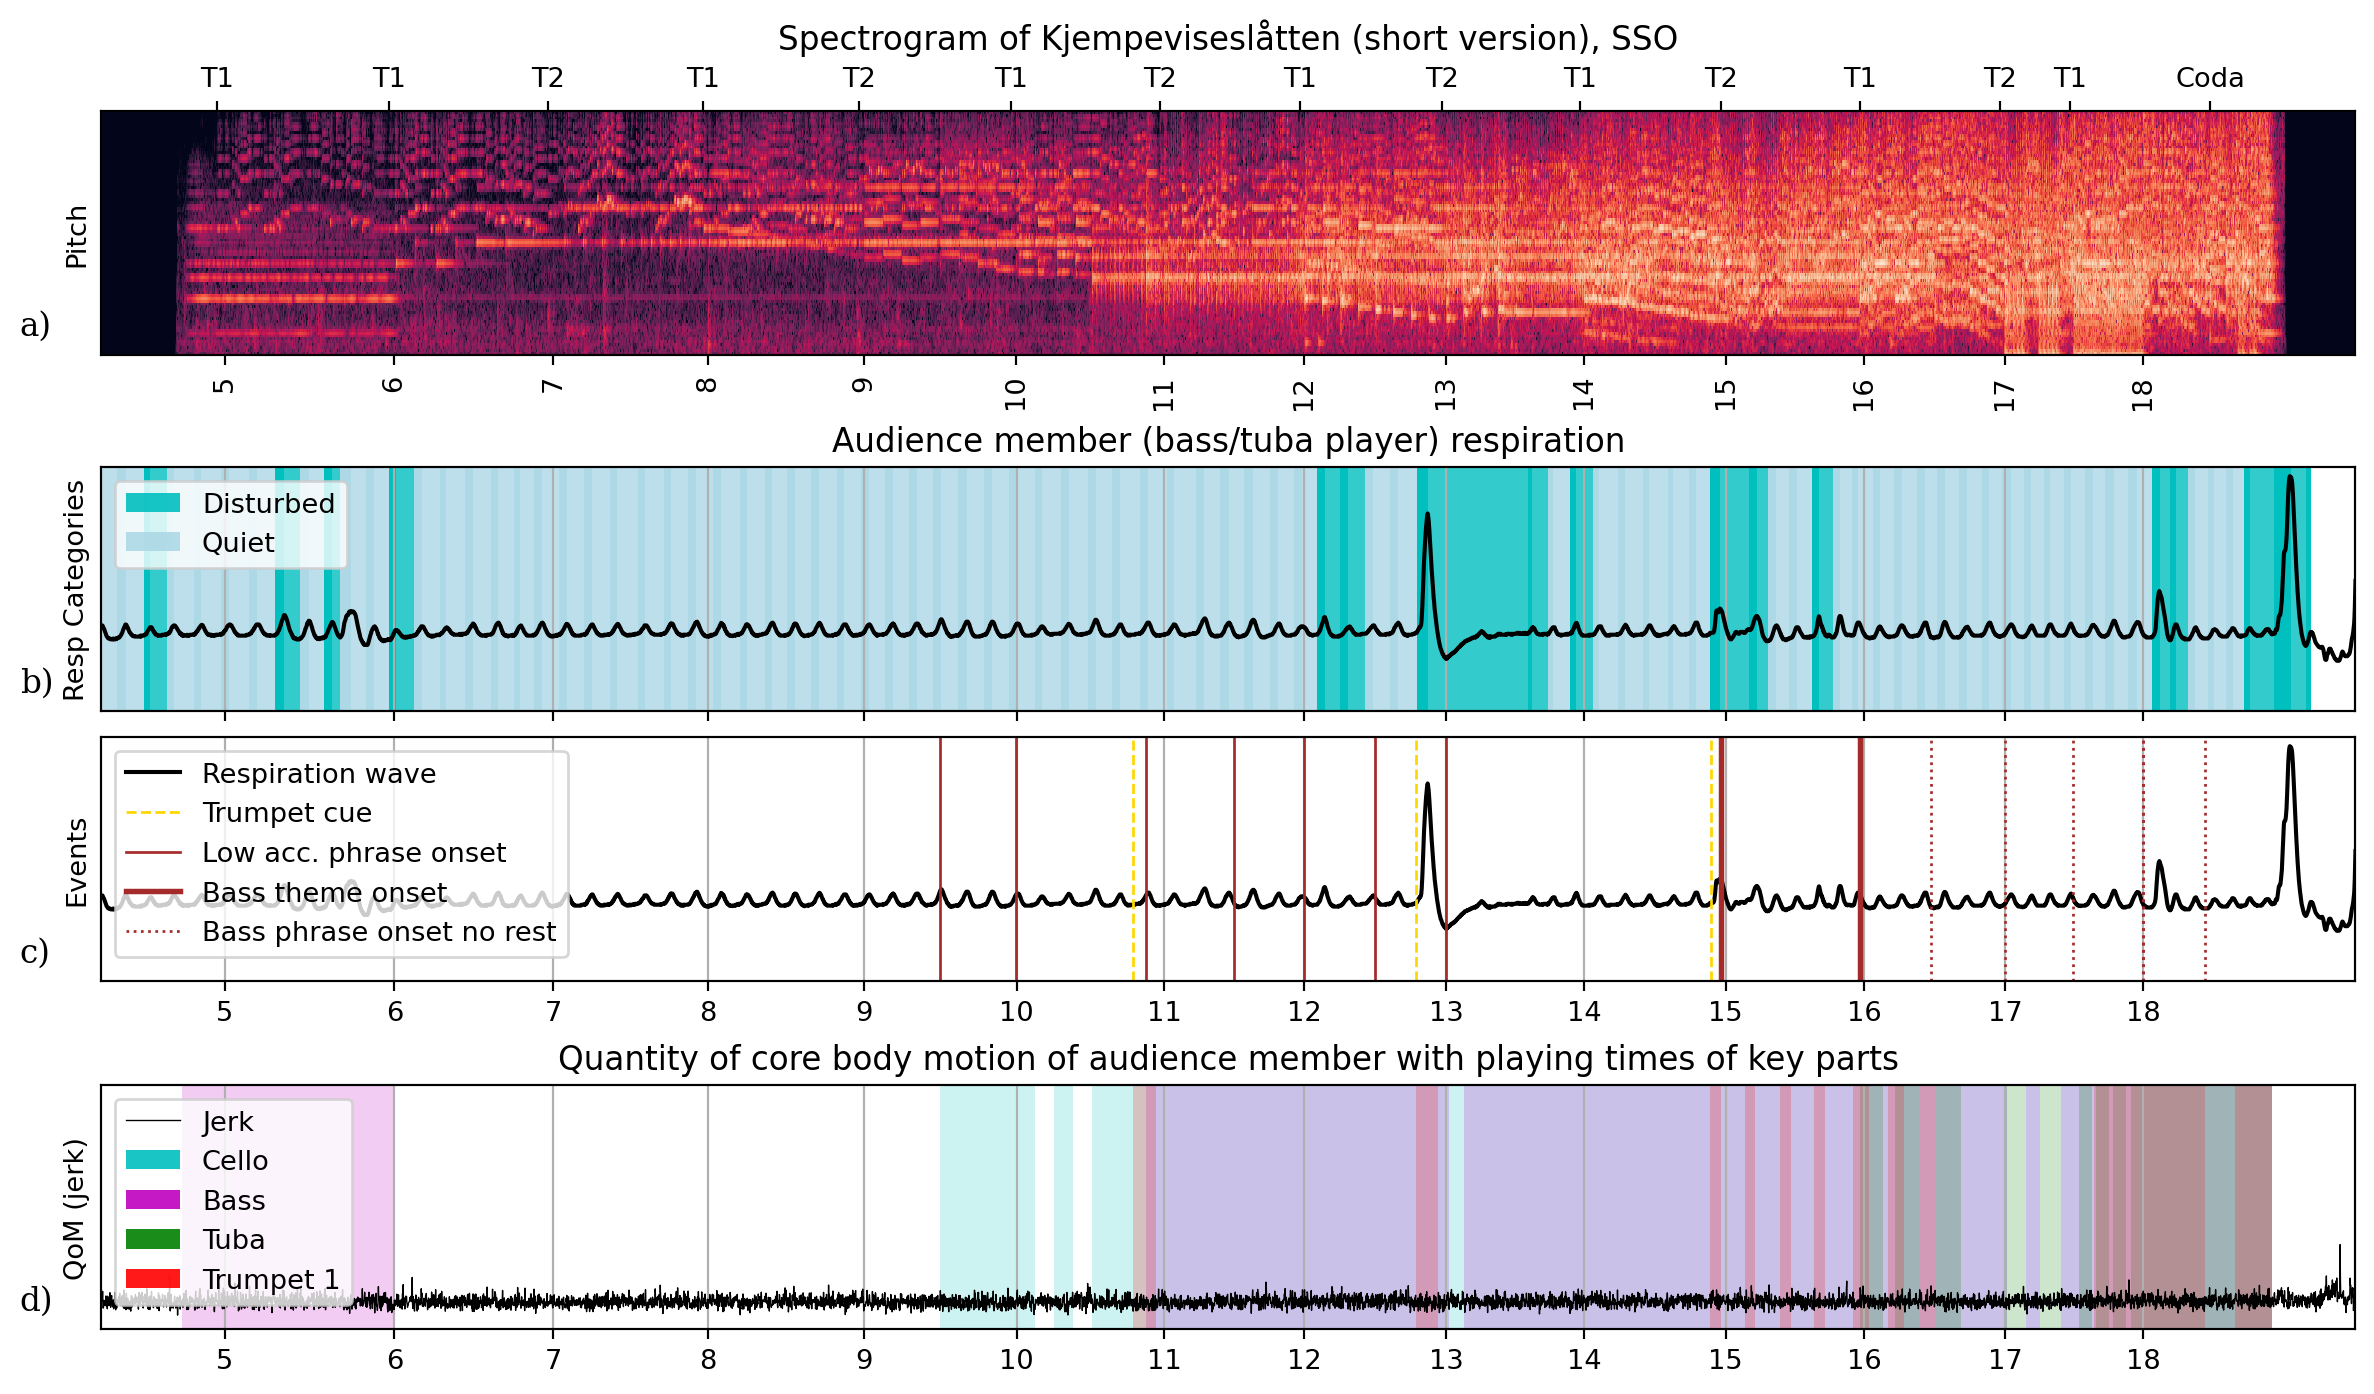 Spectrogram of Kjempeviseslåtten (short version), SSO
T1 T1 T2 T1 T2 T1 T2 T1 T2 T1 T2 T1 T2 T1 Coda
Pitch
a)
5 6 7 8 9 10 11 12 13 14 15 16 17 18
Audience member (bass/tuba player) respiration
Resp Categories
Disturbed
Quiet
b)
Events
Respiration wave
Trumpet cue
Low acc. phrase onset
Bass theme onset
Bass phrase onset no rest
c)
5 6 7 8 9 10 11 12 13 14 15 16 17 18
Quantity of core body motion of audience member with playing times of key parts
QoM (jerk)
Jerk
Cello
Bass
Tuba
Trumpet 1
d)
5 6 7 8 9 10 11 12 13 14 15 16 17 18